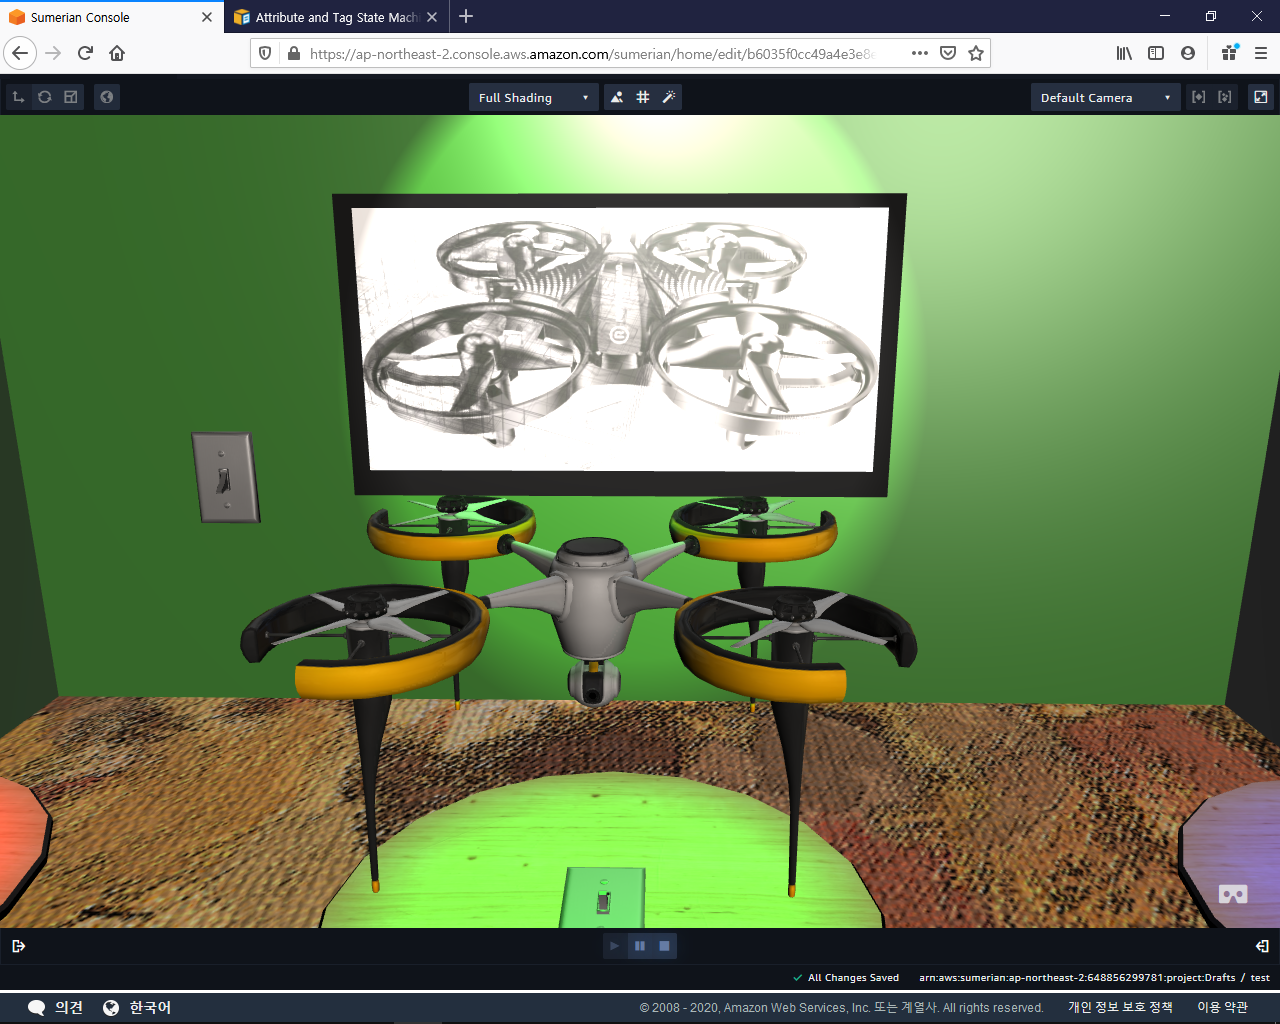 Sumerian Console
Attribute and Tag State Mach
https://ap-northeast-2.console.aws.amazon.com/sumerian/home/edit/b6035f0cc49a4e3e8
Full Shading
Default Camera
All Changes Saved
arn:aws:sumerian:ap-northeast-2:648856299781:project:Drafts / test
의견
한국어
© 2008 - 2020, Amazon Web Services, Inc. 또는 계열사. All rights reserved.
개인 정보 보호 정책
이용 약관